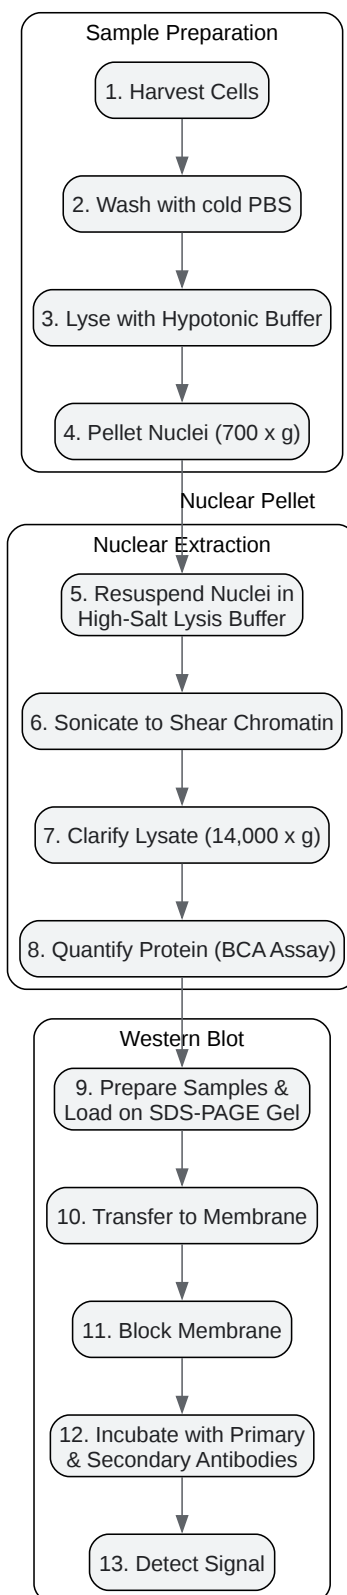 Sample Preparation
1. Harvest Cells
2. Wash with cold PBS
3. Lyse with Hypotonic Buffer
4. Pellet Nuclei (700 x g)
Nuclear Pellet
Nuclear Extraction
5. Resuspend Nuclei in
High-Salt Lysis Buffer
6. Sonicate to Shear Chromatin
7. Clarify Lysate (14,000 x g)
8. Quantify Protein (BCA Assay)
Western Blot
9. Prepare Samples &
Load on SDS-PAGE Gel
10. Transfer to Membrane
11. Block Membrane
12. Incubate with Primary
& Secondary Antibodies
13. Detect Signal